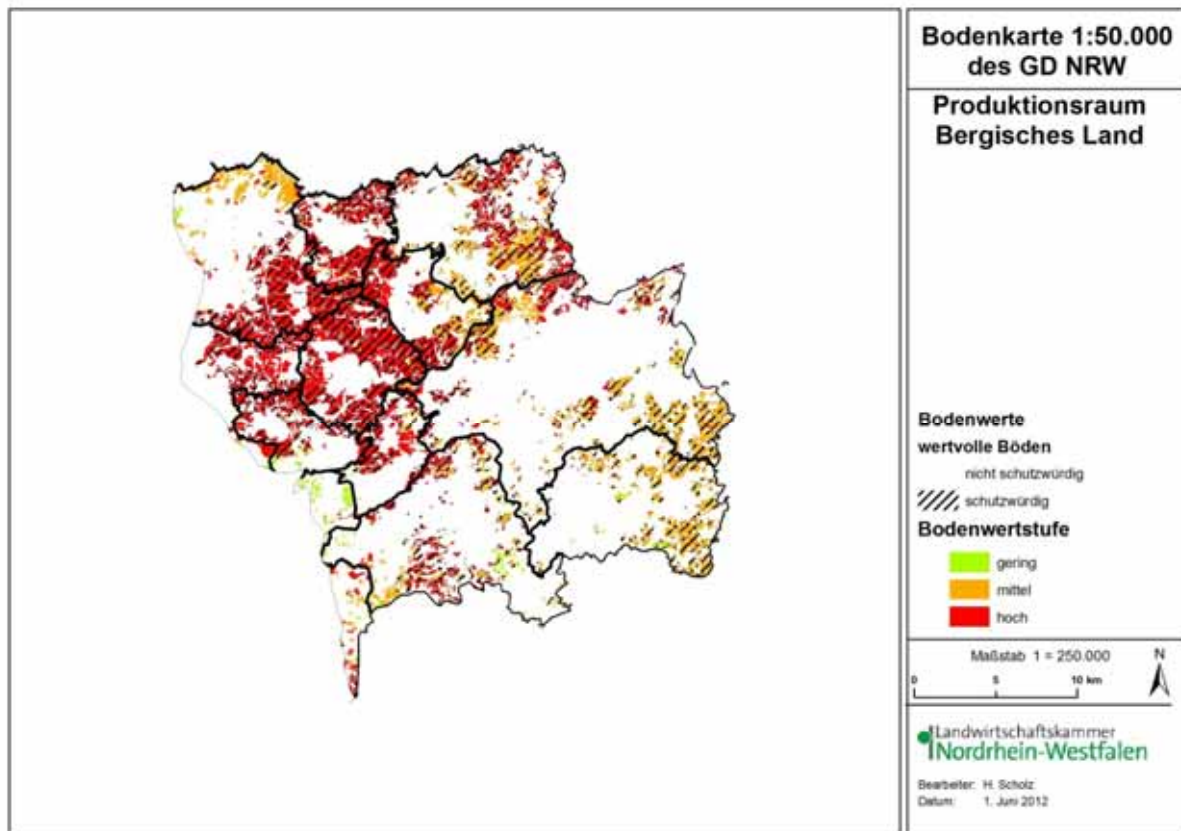 Bodenkarte 1:50.000
des GD NRW
Produktionsraum
Bergisches Land
Bodenwerte
wertvolle Böden
nicht schutzwürdig
schutzwürdig
Bodenwertstufe
gering
mittel
hoch
Maßstab 1 = 250.000
N
0 5 10 km
Landwirtschaftskammer
Nordrhein-Westfalen
Bearbeiter: H. Scholz
Datum: 1. Juni 2012